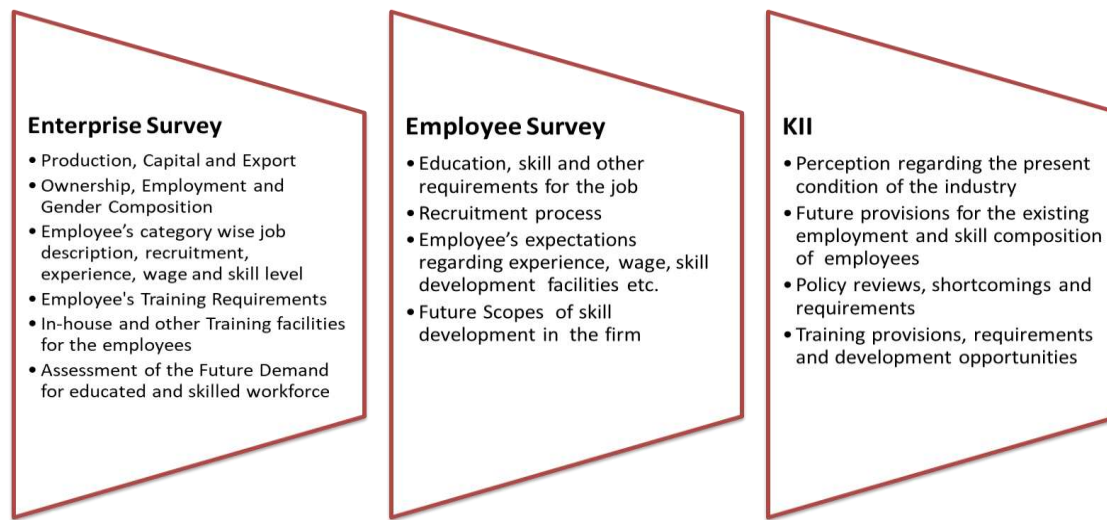 Enterprise Survey
• Production, Capital and Export
• Ownership, Employment and
Gender Composition
• Employee’s category wise job
description, recruitment,
experience, wage and skill level
• Employee's Training Requirements
• In-house and other Training facilities
for the employees
• Assessment of the Future Demand
for educated and skilled workforce
Employee Survey
• Education, skill and other
requirements for the job
• Recruitment process
• Employee’s expectations
regarding experience, wage, skill
development facilities etc.
• Future Scopes of skill
development in the firm
KII
• Perception regarding the present
condition of the industry
• Future provisions for the existing
employment and skill composition
of employees
• Policy reviews, shortcomings and
requirements
• Training provisions, requirements
and development opportunities